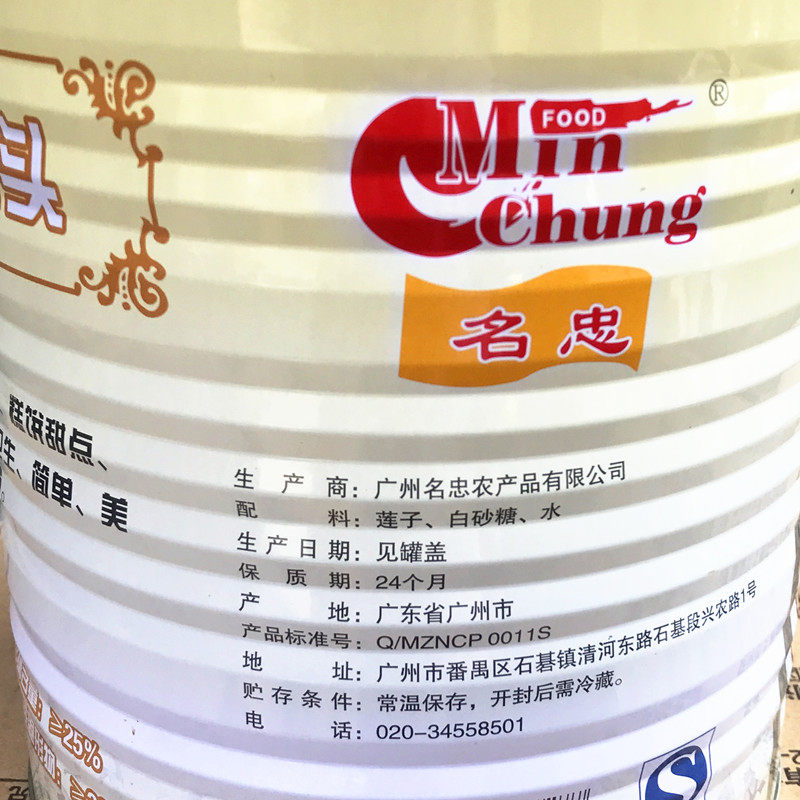 Min FOOD
Chung
®
名忠
头
、糕饼甜点、
卫生、简单、美
生产商：广州名忠农产品有限公司
配料：莲子、白砂糖、水
生产日期：见罐盖
保质期：24个月
产地：广东省广州市
产品标准号：Q/MZNCP 0011S
地址：广州市番禺区石碁镇清河东路石基段兴农路1号
贮存条件：常温保存，开封后需冷藏。
电话：020-34558501
量：≥25%
S